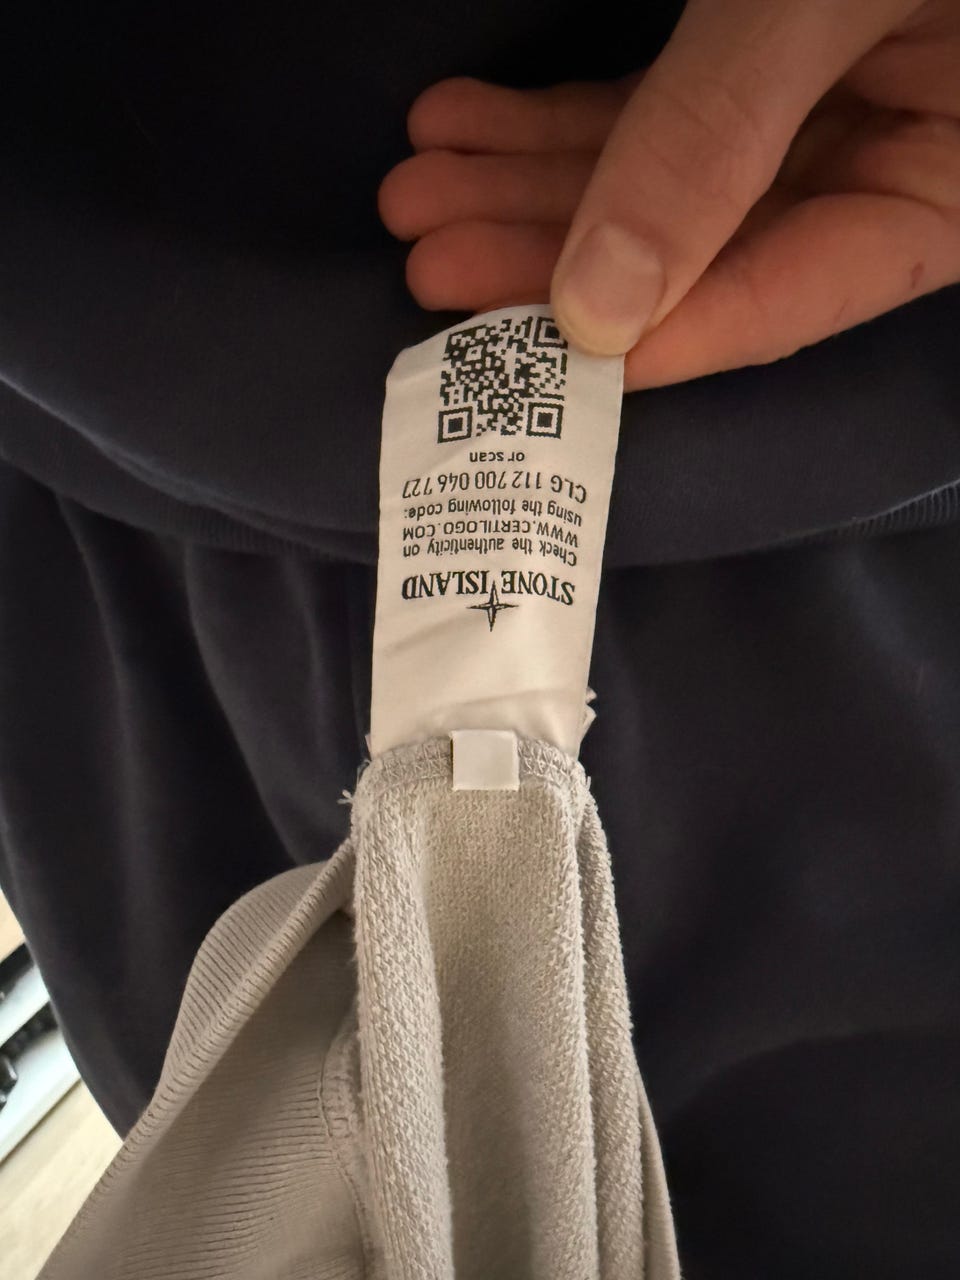 STONE ISLAND
Check the authenticity on
WWW.CERTILOGO.COM
using the following code:
CLG 112 700 046 727
or scan